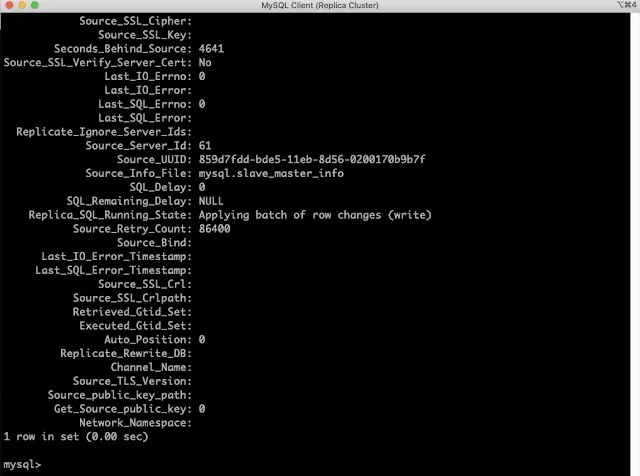 MySQL Client (Replica Cluster)
⌥⌘4
Source_SSL_Cipher:
Source_SSL_Key:
Seconds_Behind_Source: 4641
Source_SSL_Verify_Server_Cert: No
Last_IO_Errno: 0
Last_IO_Error:
Last_SQL_Errno: 0
Last_SQL_Error:
Replicate_Ignore_Server_Ids:
Source_Server_Id: 61
Source_UUID: 859d7fdd-bde5-11eb-8d56-0200170b9b7f
Source_Info_File: mysql.slave_master_info
SQL_Delay: 0
SQL_Remaining_Delay: NULL
Replica_SQL_Running_State: Applying batch of row changes (write)
Source_Retry_Count: 86400
Source_Bind:
Last_IO_Error_Timestamp:
Last_SQL_Error_Timestamp:
Source_SSL_Crl:
Source_SSL_Crlpath:
Retrieved_Gtid_Set:
Executed_Gtid_Set:
Auto_Position: 0
Replicate_Rewrite_DB:
Channel_Name:
Source_TLS_Version:
Source_public_key_path:
Get_Source_public_key: 0
Network_Namespace:
1 row in set (0.00 sec)
mysql>